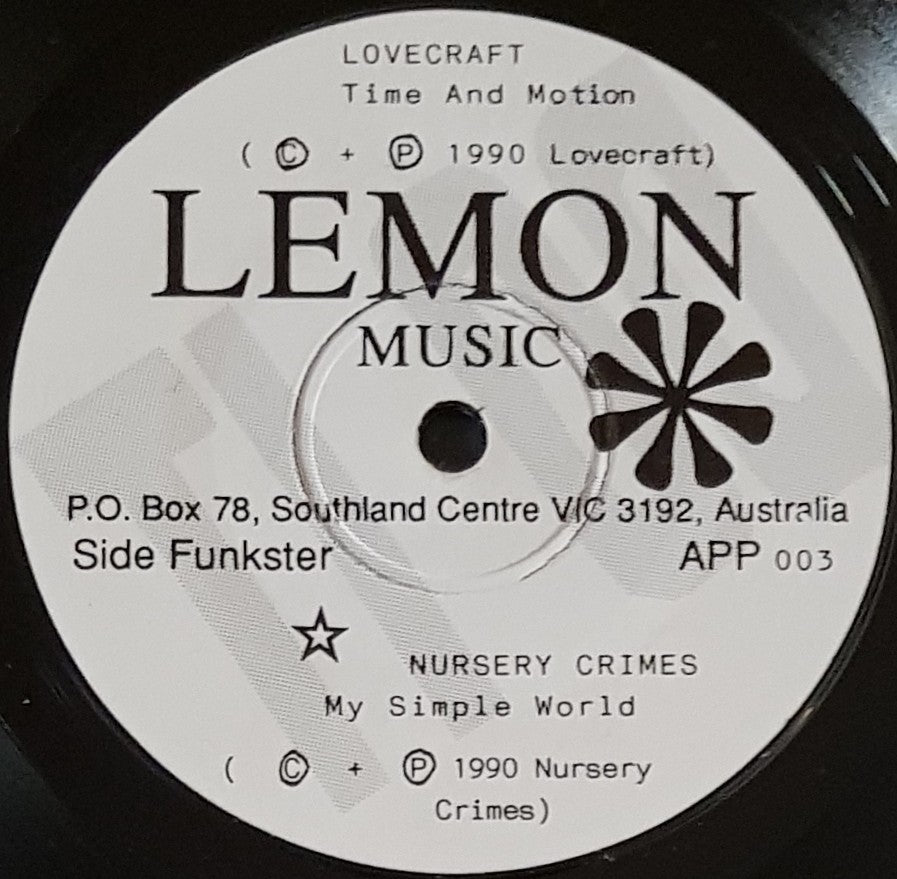 LOVECRAFT
Time And Motion
( © + ℗ 1990 Lovecraft)
LEMON
MUSIC
P.O. Box 78, Southland Centre VIC 3192, Australia
Side Funkster APP 003
NURSERY CRIMES
My Simple World
( © + ℗ 1990 Nursery
Crimes)